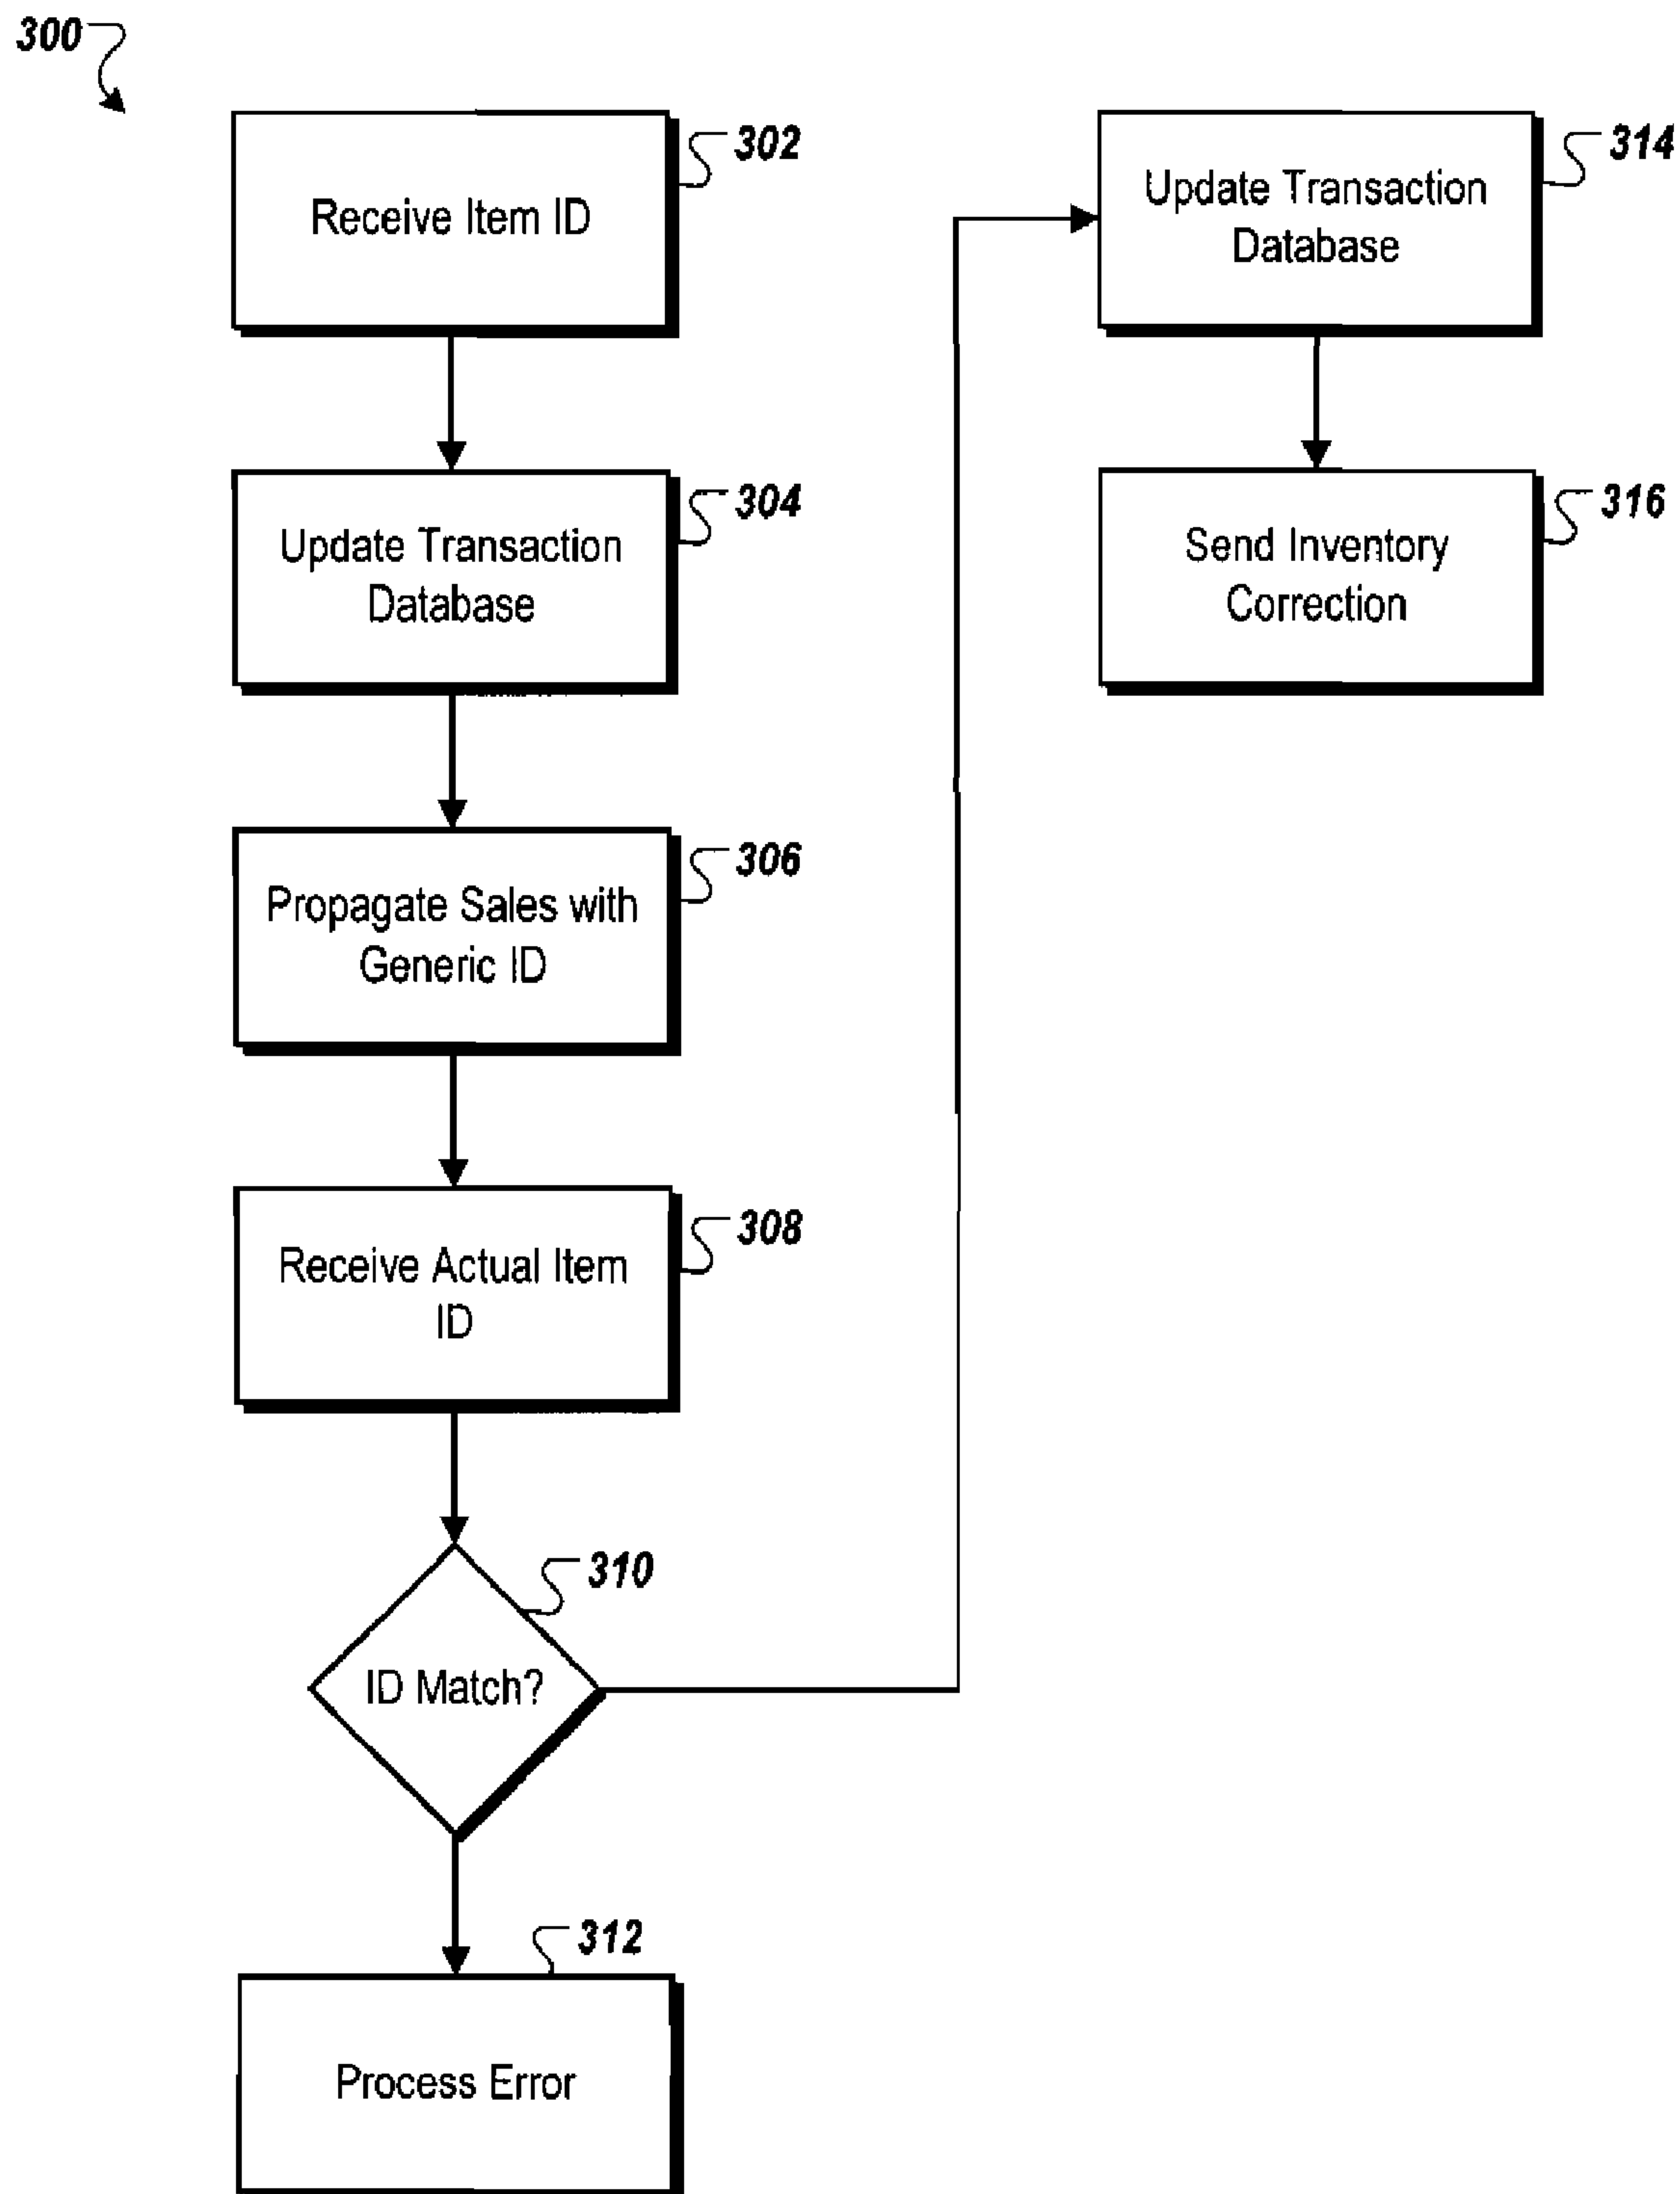 300
302
Receive Item ID
304
Update Transaction
Database
306
Propagate Sales with
Generic ID
308
Receive Actual Item
ID
310
ID Match?
312
Process Error
314
Update Transaction
Database
316
Send Inventory
Correction